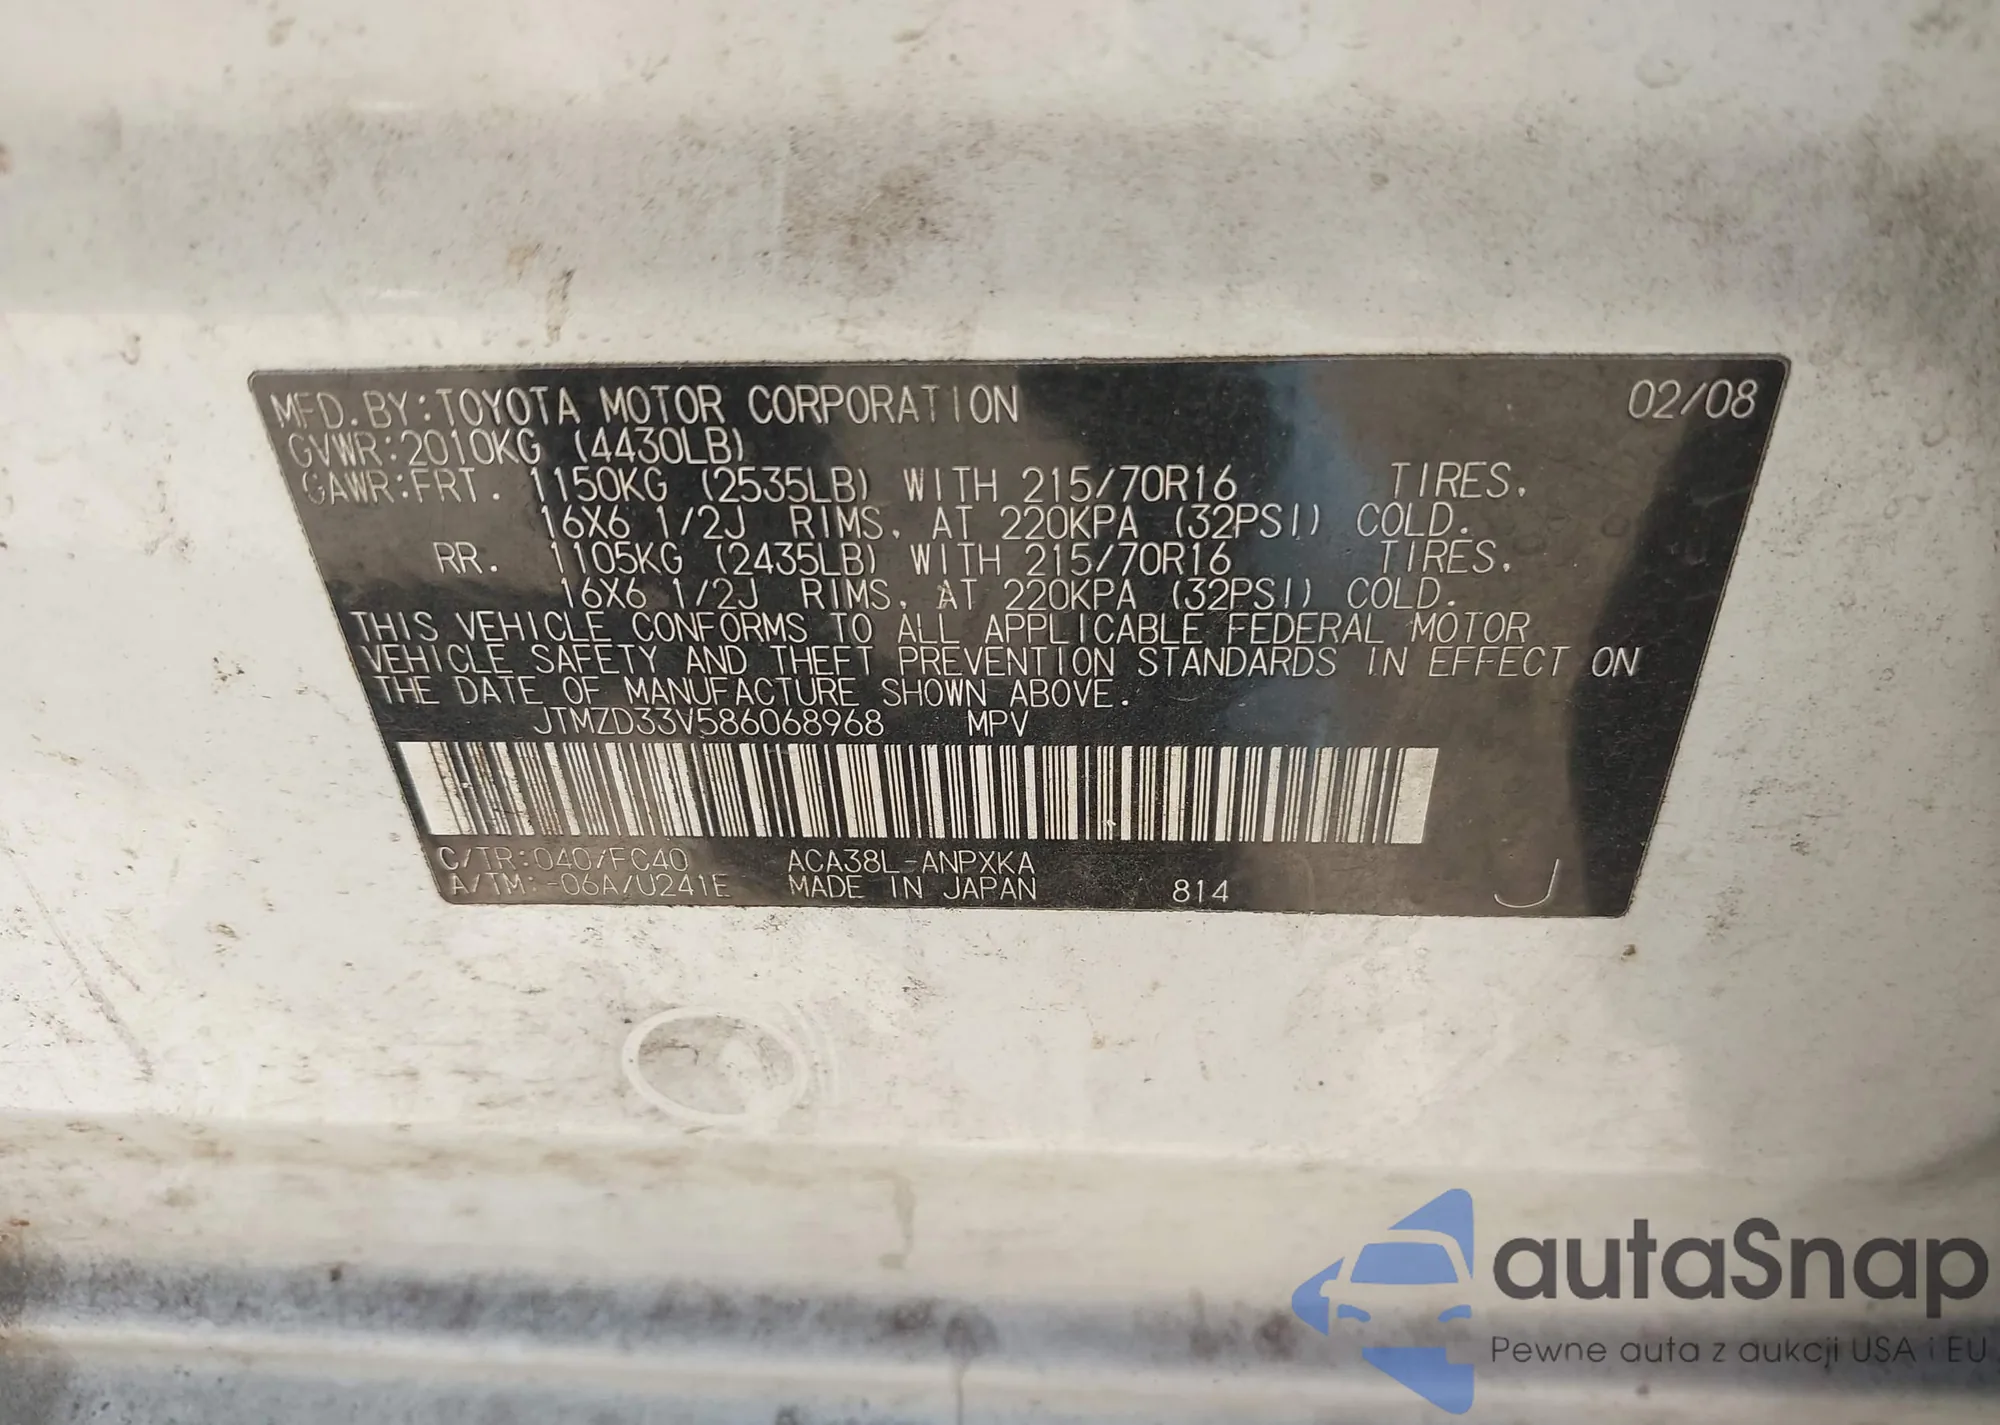 MFD. BY: TOYOTA MOTOR CORPORATION 02/08
GVWR: 2010KG (4430LB)
GAWR: FRT. 1150KG (2535LB) WITH 215/70R16 TIRES,
16X6 1/2J RIMS, AT 220KPA (32PSI) COLD.
RR. 1105KG (2435LB) WITH 215/70R16 TIRES,
16X6 1/2J RIMS, AT 220KPA (32PSI) COLD.
THIS VEHICLE CONFORMS TO ALL APPLICABLE FEDERAL MOTOR
VEHICLE SAFETY AND THEFT PREVENTION STANDARDS IN EFFECT ON
THE DATE OF MANUFACTURE SHOWN ABOVE.
JTMZD33V586068968 MPV
C/TR: 040/FC40 ACA38L-ANPXKA
A/TM: -06A/U241E MADE IN JAPAN 814 J
autaSnap
Pewne auta z aukcji USA i EU